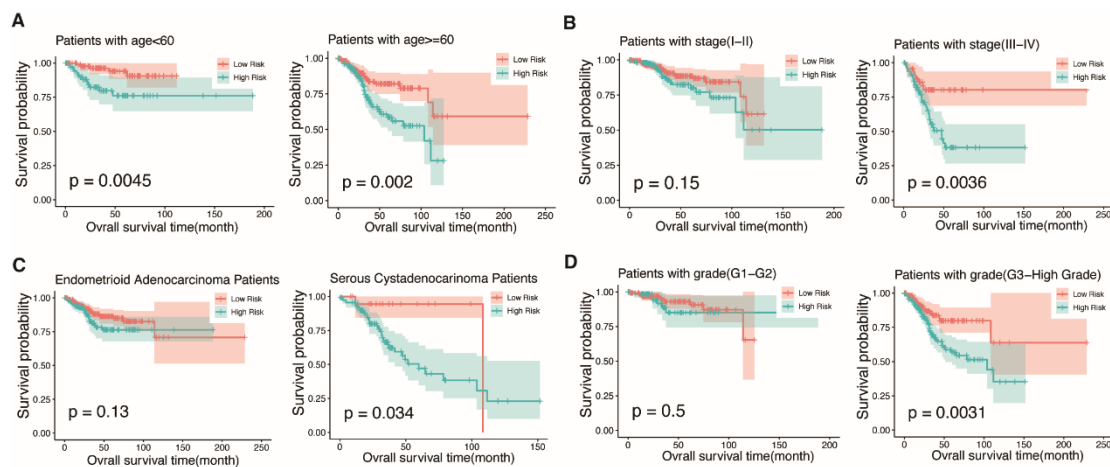 A
Patients with age<60
Low Risk
High Risk
Survival probability
1.00
0.75
0.50
0.25
0.00
p = 0.0045
0 50 100 150 200
Ovrall survival time(month)
Patients with age>=60
Low Risk
High Risk
Survival probability
1.00
0.75
0.50
0.25
0.00
p = 0.002
0 50 100 150 200 250
Ovrall survival time(month)
B
Patients with stage(I–II)
Low Risk
High Risk
Survival probability
1.00
0.75
0.50
0.25
0.00
p = 0.15
0 50 100 150 200
Ovrall survival time(month)
Patients with stage(III–IV)
Low Risk
High Risk
Survival probability
1.00
0.75
0.50
0.25
0.00
p = 0.0036
0 50 100 150 200 250
Ovrall survival time(month)
C
Endometrioid Adenocarcinoma Patients
Low Risk
High Risk
Survival probability
1.00
0.75
0.50
0.25
0.00
p = 0.13
0 50 100 150 200 250
Overall survival time(month)
Serous Cystadenocarinoma Patients
Low Risk
High Risk
Survival probability
1.00
0.75
0.50
0.25
0.00
p = 0.034
0 50 100 150
Overall survival time(month)
D
Patients with grade(G1–G2)
Low Risk
High Risk
Survival probability
1.00
0.75
0.50
0.25
0.00
p = 0.5
0 50 100 150 200
Ovrall survival time(month)
Patients with grade(G3–High Grade)
Low Risk
High Risk
Survival probability
1.00
0.75
0.50
0.25
0.00
p = 0.0031
0 50 100 150 200 250
Ovrall survival time(month)